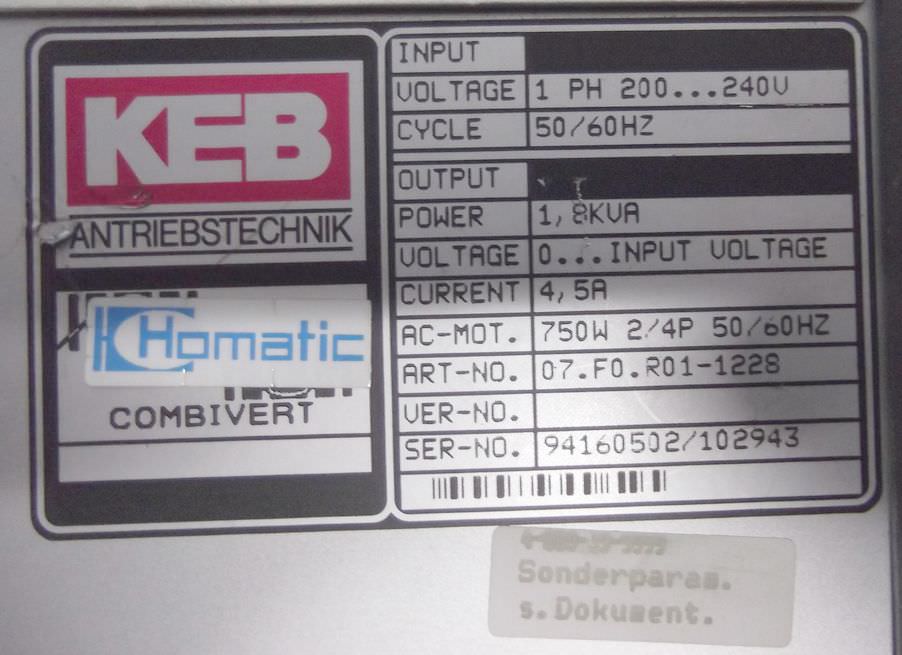 KEB
ANTRIEBSTECHNIK
Homatic
COMBIVERT
INPUT
VOLTAGE 1 PH 200...240V
CYCLE 50/60HZ
OUTPUT
POWER 1,8KVA
VOLTAGE 0...INPUT VOLTAGE
CURRENT 4,5A
AC-MOT. 750W 2/4P 50/60HZ
ART-NO. 07.F0.R01-1228
VER-NO.
SER-NO. 94160502/102943
Sonderparam.
s.Dokument.